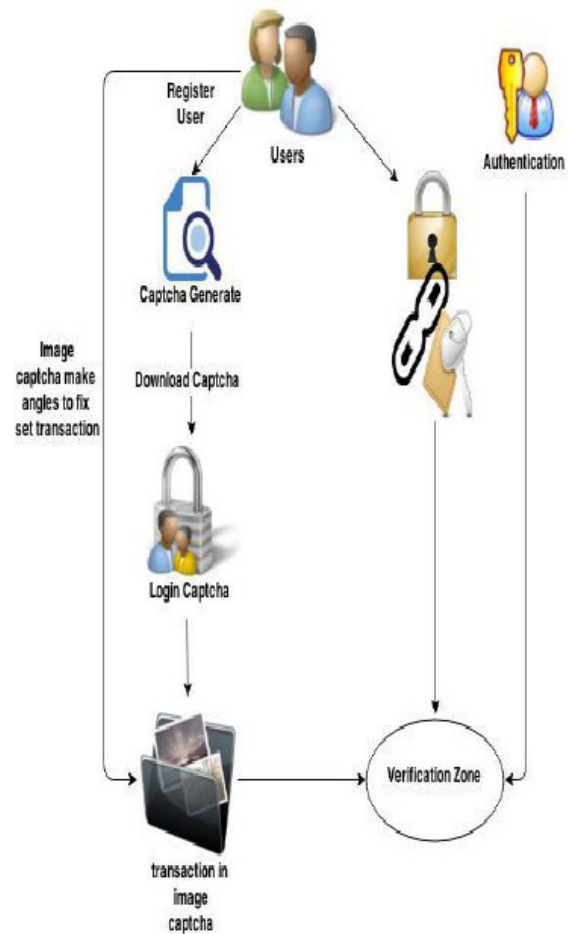 Register
User
Users
Authentication
Captcha Generate
Image
captcha make
angles to fix
set transaction
Download Captcha
Login Captcha
Verification Zone
transaction in
image
captcha